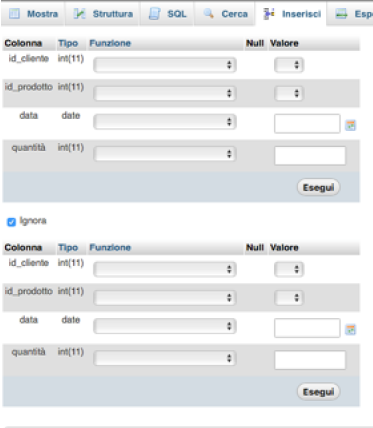 Mostra Struttura SQL Cerca Inserisci Espo
Colonna Tipo Funzione Null Valore
id_cliente int(11)
id_prodotto int(11)
data date
quantità int(11)
Esegui
Ignora
Colonna Tipo Funzione Null Valore
id_cliente int(11)
id_prodotto int(11)
data date
quantità int(11)
Esegui